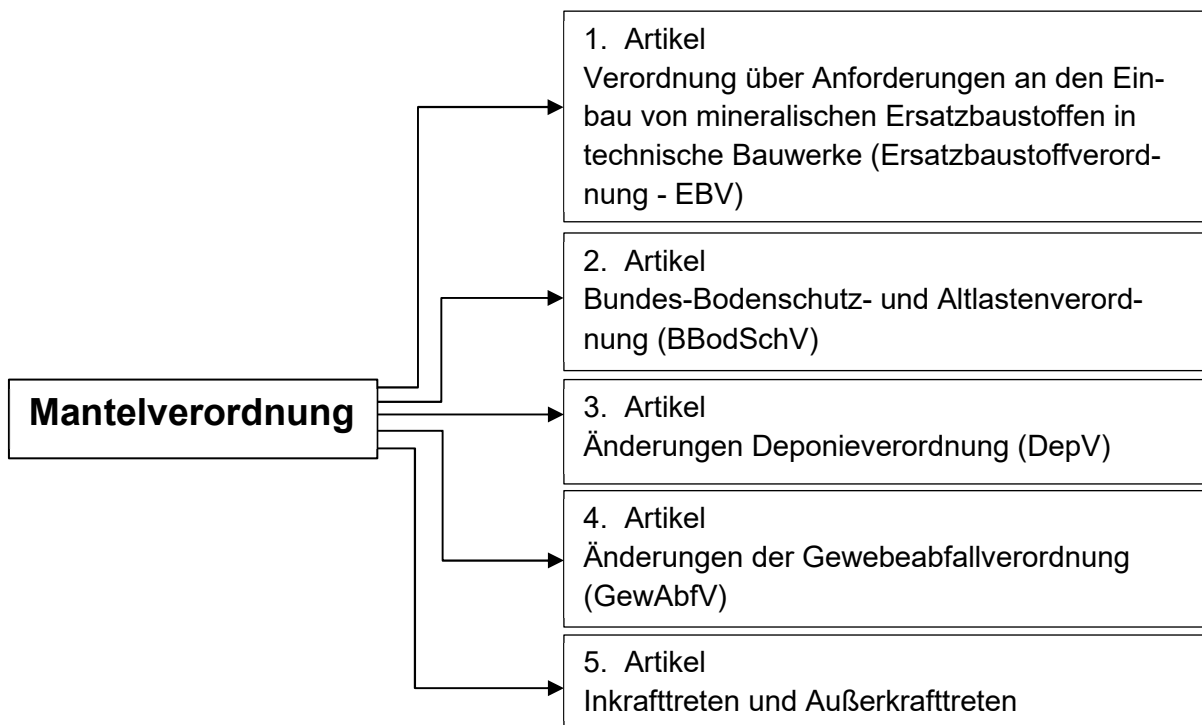 1. Artikel
Verordnung über Anforderungen an den Ein-
bau von mineralischen Ersatzbaustoffen in
technische Bauwerke (Ersatzbaustoffverord-
nung - EBV)
2. Artikel
Bundes-Bodenschutz- und Altlastenverord-
nung (BBodSchV)
Mantelverordnung
3. Artikel
Änderungen Deponieverordnung (DepV)
4. Artikel
Änderungen der Gewebeabfallverordnung
(GewAbfV)
5. Artikel
Inkrafttreten und Außerkrafttreten